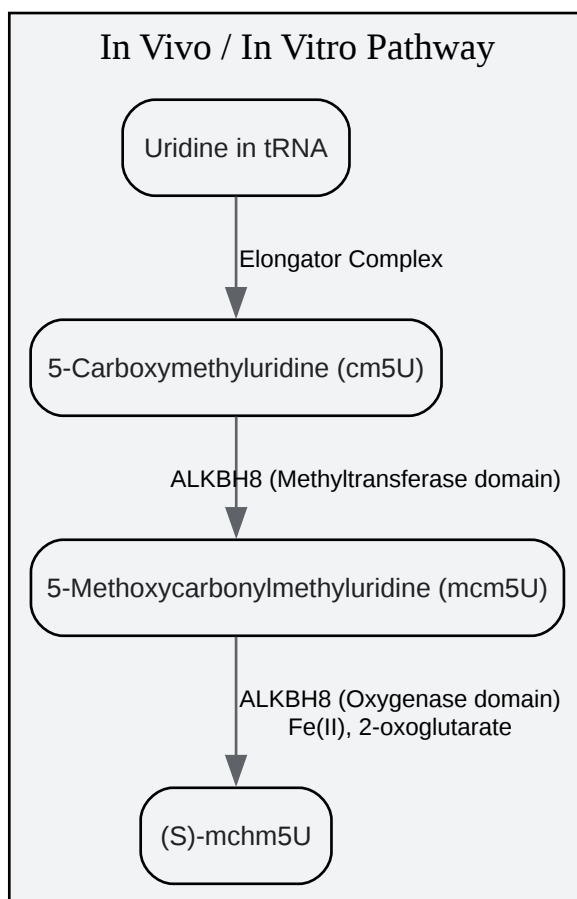 In Vivo / In Vitro Pathway
Uridine in tRNA
Elongator Complex
5-Carboxymethyluridine (cm5U)
ALKBH8 (Methyltransferase domain)
5-Methoxycarbonylmethyluridine (mcm5U)
ALKBH8 (Oxygenase domain)
Fe(II), 2-oxoglutarate
(S)-mchm5U